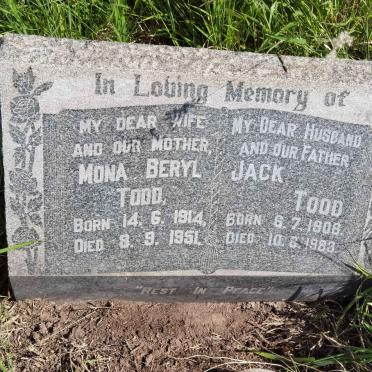 In Loving Memory of
My Dear Wife
and our Mother,
Mona Beryl
Todd,
Born 14.6.1914,
Died 8.9.1951.
My Dear Husband
and our Father
Jack
Todd
Born 6.7.1908,
Died 10.6.1983.
"Rest in Peace"